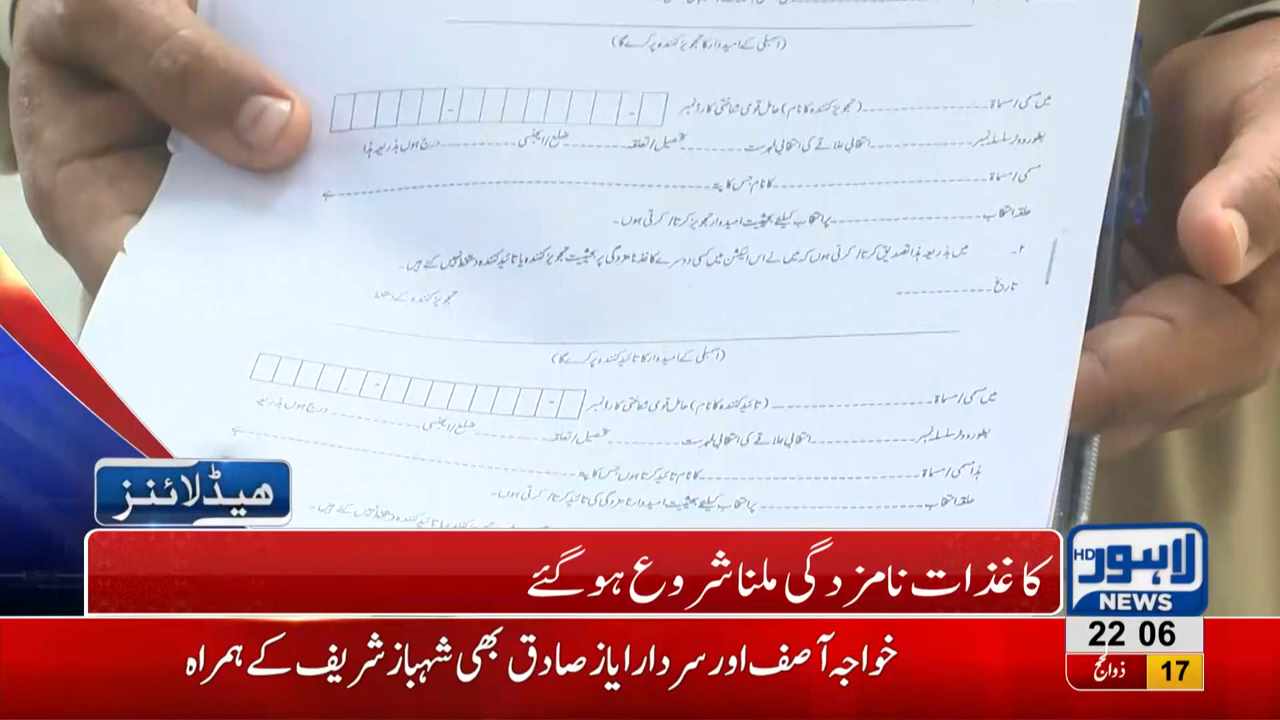 (اسمبلی کے امیدوار کا تجویز کنندہ پر کرے گا)
میں مسمی/مسماۃ (تجویز کنندہ کا نام) حامل قومی شناختی کارڈ نمبر
بطور ووٹر سلسلہ نمبر انتخابی علاقے کی انتخابی فہرست تحصیل/تعلقہ ضلع/ایجنسی درج ہوں بذریعہ ہذا
مسمی/مسماۃ کا نام جس کا پتہ ہے
حلقہ انتخاب پر انتخاب کیلئے بحیثیت امیدوار تجویز کرتا/کرتی ہوں۔
۲۔ میں بذریعہ ہذا تصدیق کرتا/کرتی ہوں کہ میں نے اس الیکشن میں کسی دوسرے کاغذ نامزدگی پر بحیثیت تجویز کنندہ یا تائید کنندہ دستخط نہیں کئے ہیں۔
تاریخ
تجویز کنندہ کے دستخط
(اسمبلی کے امیدوار کا تائید کنندہ پر کرے گا)
میں مسمی/مسماۃ (تائید کنندہ کا نام) حامل قومی شناختی کارڈ نمبر
بطور ووٹر سلسلہ نمبر انتخابی علاقے کی انتخابی فہرست تحصیل/تعلقہ ضلع/ایجنسی درج ہوں بذریعہ
ہذا مسمی/مسماۃ کا نام تائید کرتا ہوں جس کا پتہ ہے
حلقہ انتخاب پر انتخاب کیلئے بحیثیت امیدوار نامزدگی کی تائید کرتا/کرتی ہوں۔
ہیڈلائنز
کاغذات نامزدگی ملنا شروع ہوگئے
HD لاہور
NEWS
22 06
17 ذوالحج
خواجہ آصف اور سردار ایاز صادق بھی شہباز شریف کے ہمراہ